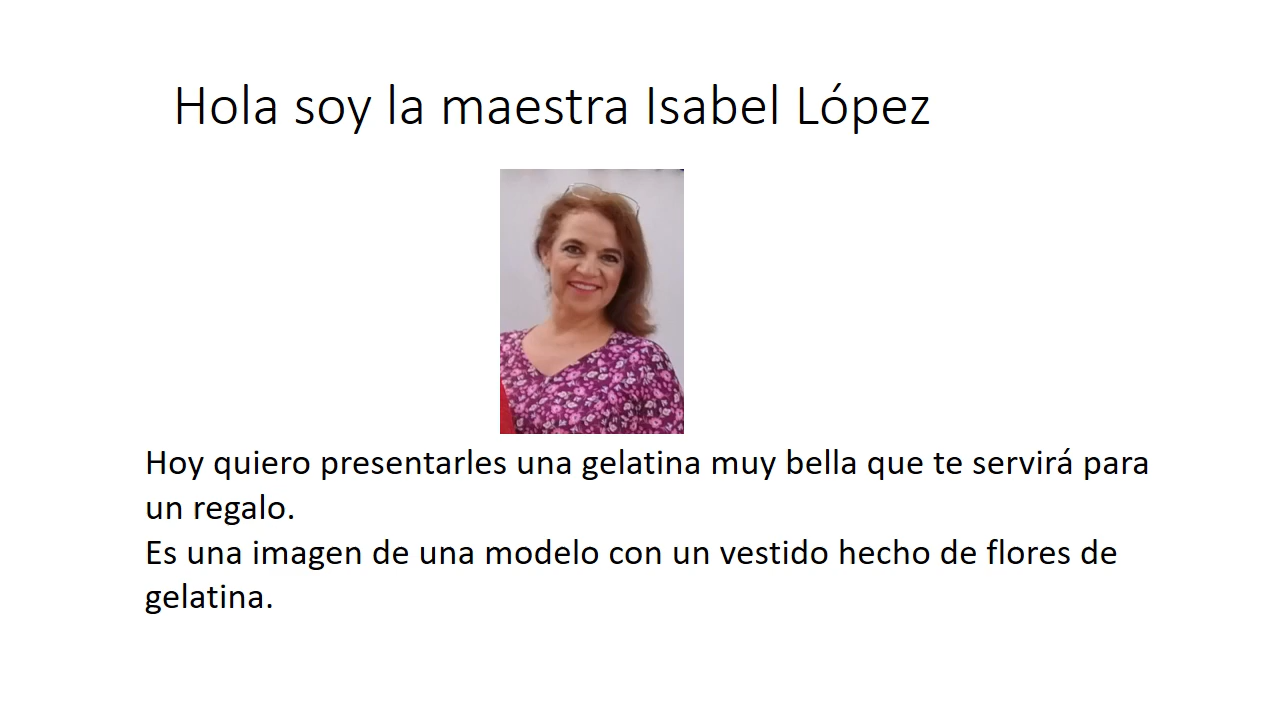 Hola soy la maestra Isabel López
Hoy quiero presentarles una gelatina muy bella que te servirá para
un regalo.
Es una imagen de una modelo con un vestido hecho de flores de
gelatina.